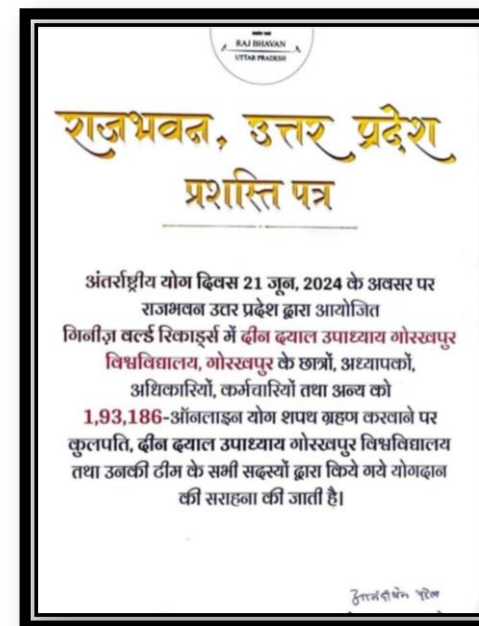 RAJ BHAVAN
UTTAR PRADESH
राजभवन, उत्तर प्रदेश
प्रशस्ति पत्र
अंतर्राष्ट्रीय योग दिवस 21 जून, 2024 के अवसर पर
राजभवन उतर प्रदेश द्वारा आयोजित
गिनीज़ वर्ल्ड रिकार्ड्स में दीन दयाल उपाध्याय गोरखपुर
विश्वविद्यालय, गोरखपुर के छात्रों, अध्यापकों,
अधिकारियों, कर्मचारियों तथा अन्य को
1,93,186-ऑनलाइन योग शपथ ग्रहण करवाने पर
कुलपति, दीन दयाल उपाध्याय गोरखपुर विश्वविद्यालय
तथा उनकी टीम के सभी सदस्यों द्वारा किये गये योगदान
की सराहना की जाती है।